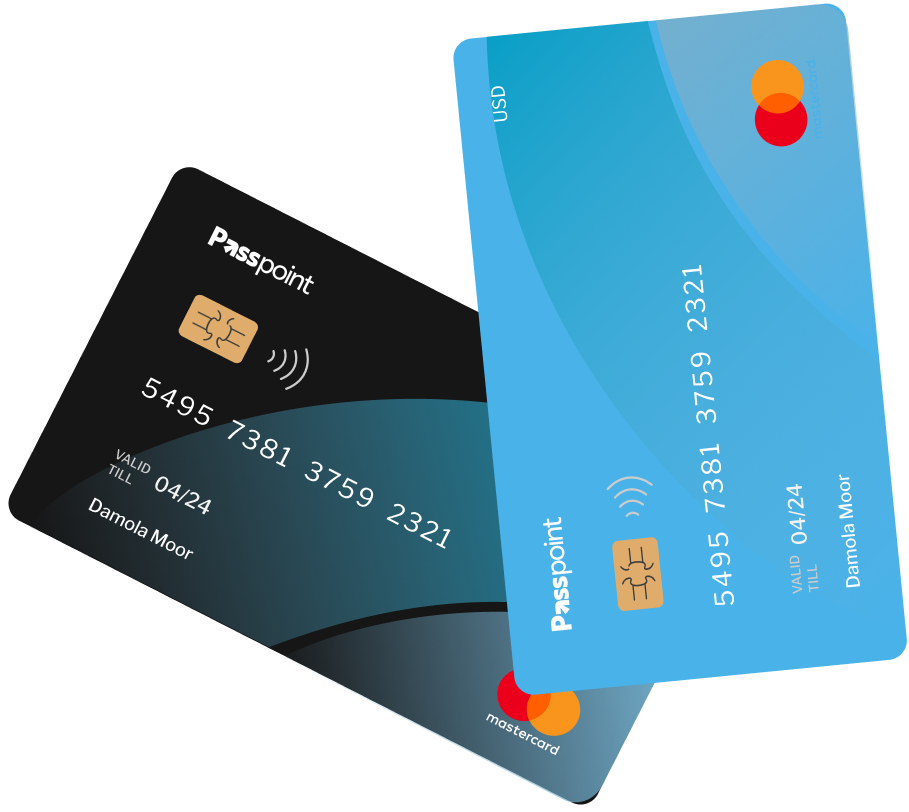 Passpoint
5495 7381 3759 2321
VALID
TILL
04/24
Damola Moor
mastercard
USD
mastercard
Passpoint
5495 7381 3759 2321
VALID
TILL
04/24
Damola Moor